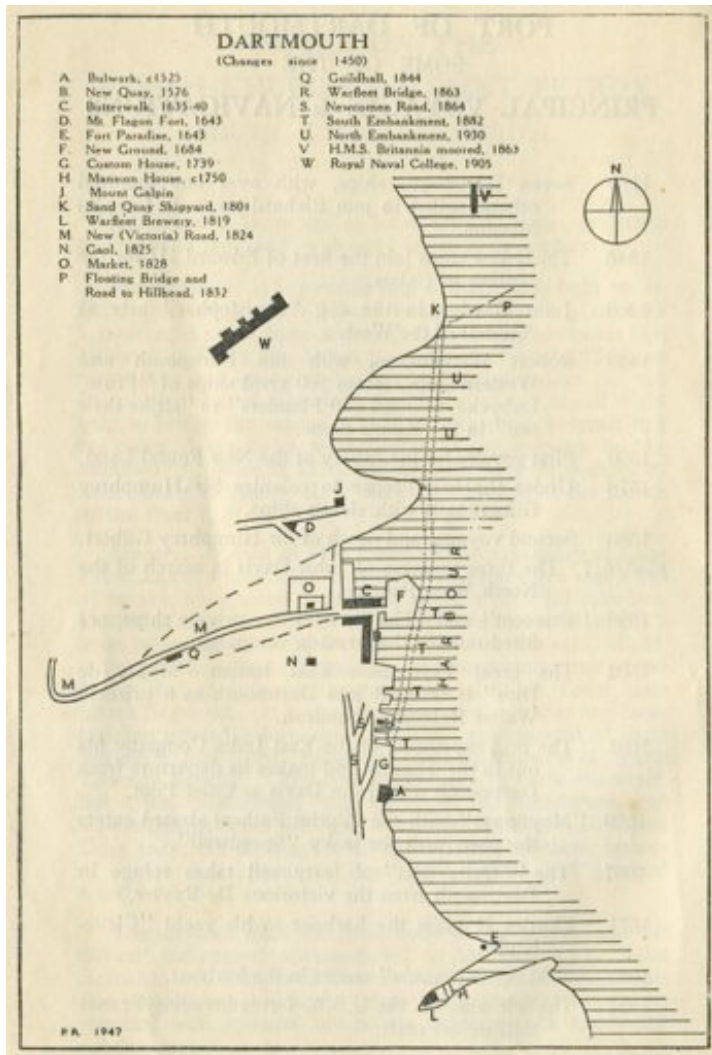 DARTMOUTH
(Changes since 1450)
A. Bulwark, c1525
B. New Quay, 1576
C. Butterwalk, 1635-40
D. Mt. Flagon Fort, 1643
E. Fort Paradise, 1643
F. New Ground, 1684
G. Custom House, 1739
H Mansion House, c1750
J. Mount Galpin
K. Sand Quay Shipyard, 1801
L. Warfleet Brewery, 1819
M. New (Victoria) Road, 1824
N. Gaol, 1825
O. Market, 1828
P. Floating Bridge and
Road to Hillhead, 1832
Q Guildhall, 1844
R. Warfleet Bridge, 1863
S. Newcomen Road, 1864
T South Embankment, 1882
U. North Embankment, 1930
V H.M.S. Britannia moored, 1863
W Royal Naval College, 1905
N
V
K
P
W
U
U
J
D
O
C
F
T
M
Q
N
B
T
M
T
H
S
T
S
G
A
E
R
HARBOUR
P.R. 1947